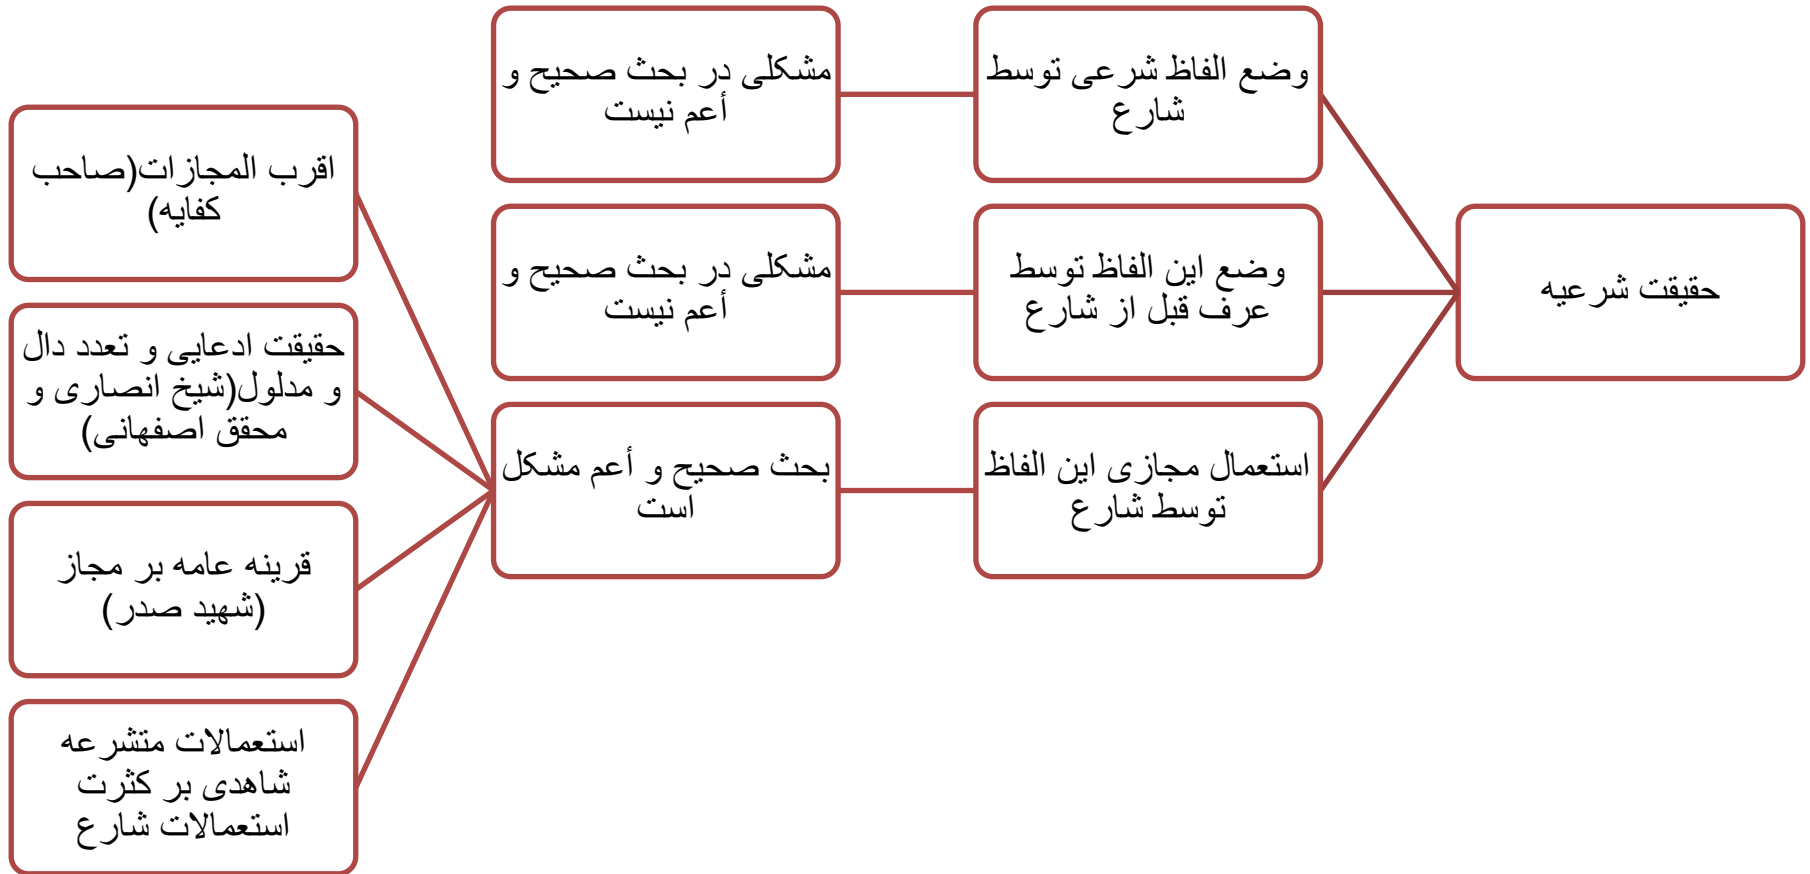 حقیقت شرعیه
وضع الفاظ شرعی توسط
شارع
مشکلی در بحث صحیح و
أعم نیست
وضع این الفاظ توسط
عرف قبل از شارع
مشکلی در بحث صحیح و
أعم نیست
استعمال مجازی این الفاظ
توسط شارع
بحث صحیح و أعم مشکل
است
اقرب المجازات(صاحب
کفایه)
حقیقت ادعایی و تعدد دال
و مدلول(شیخ انصاری و
محقق اصفهانی)
قرینه عامه بر مجاز
(شهید صدر)
استعمالات متشرعه
شاهدی بر کثرت
استعمالات شارع